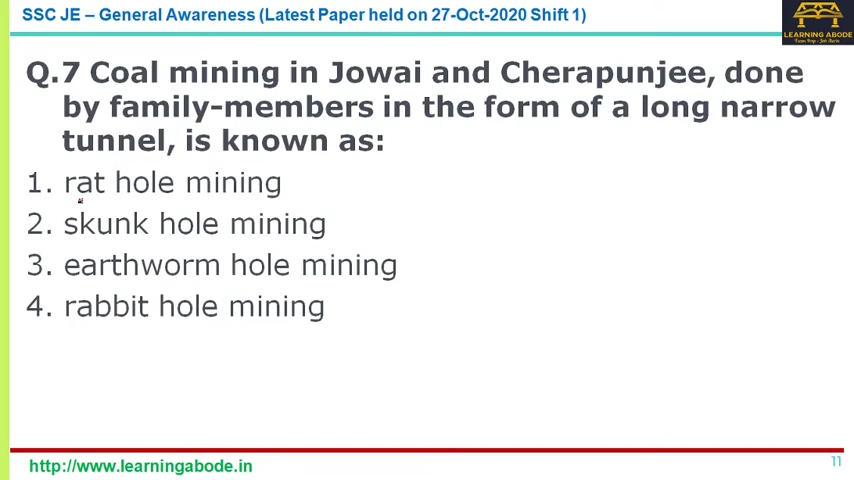 SSC JE – General Awareness (Latest Paper held on 27-Oct-2020 Shift 1)
LEARNING ABODE
Q.7 Coal mining in Jowai and Cherapunjee, done
by family-members in the form of a long narrow
tunnel, is known as:
1. rat hole mining
2. skunk hole mining
3. earthworm hole mining
4. rabbit hole mining
http://www.learningabode.in
11